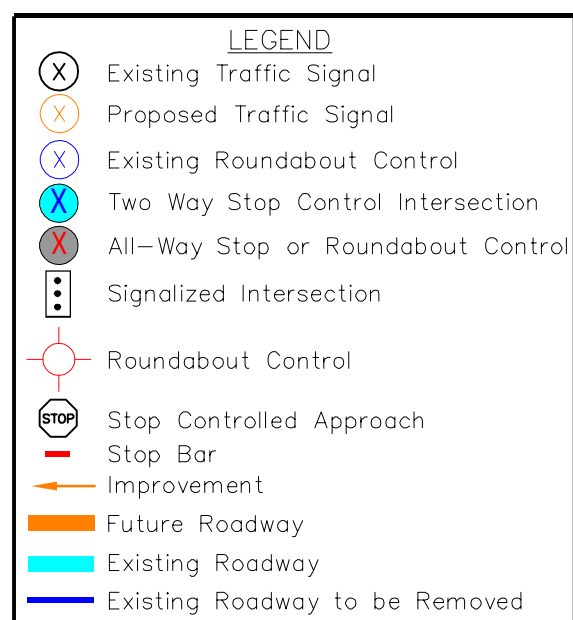 LEGEND
X Existing Traffic Signal
X Proposed Traffic Signal
X Existing Roundabout Control
X Two Way Stop Control Intersection
X All-Way Stop or Roundabout Control
Signalized Intersection
Roundabout Control
STOP Stop Controlled Approach
Stop Bar
Improvement
Future Roadway
Existing Roadway
Existing Roadway to be Removed